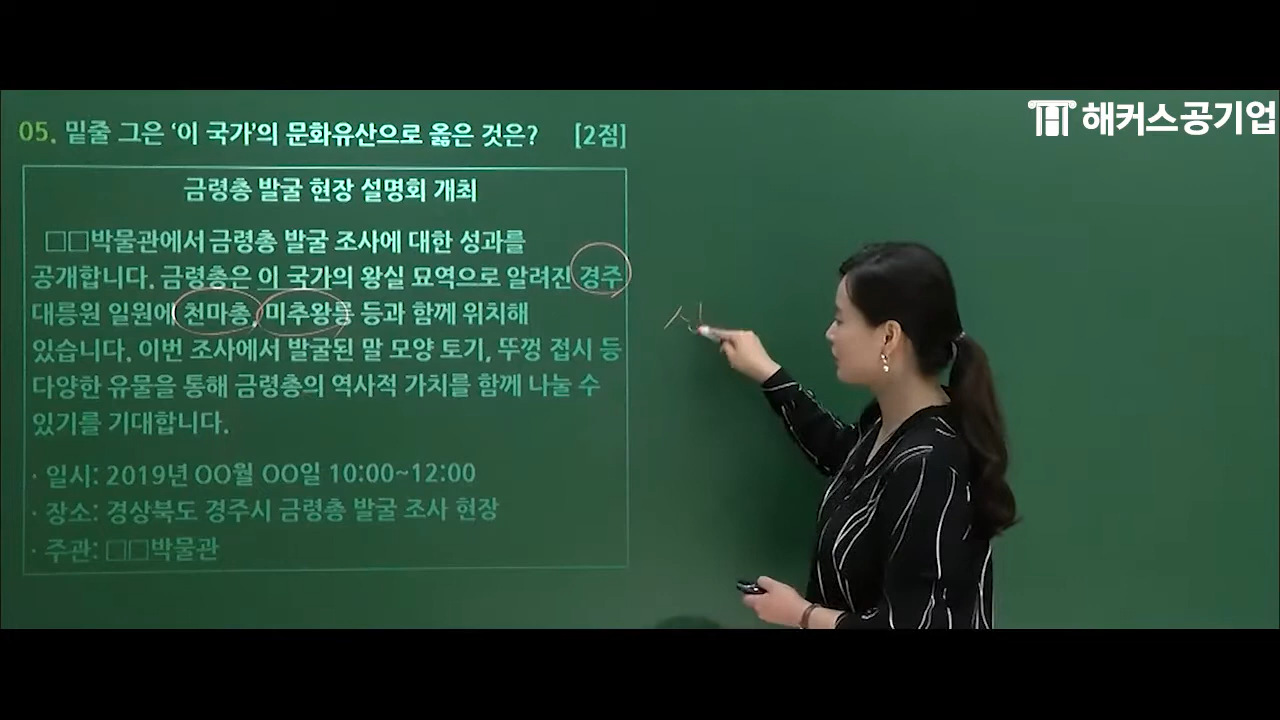 해커스공기업
05. 밑줄 그은 ‘이 국가’의 문화유산으로 옳은 것은? [2점]
금령총 발굴 현장 설명회 개최
□□박물관에서 금령총 발굴 조사에 대한 성과를
공개합니다. 금령총은 이 국가의 왕실 묘역으로 알려진 경주
대릉원 일원에 천마총, 미추왕릉 등과 함께 위치해
있습니다. 이번 조사에서 발굴된 말 모양 토기, 뚜껑 접시 등
다양한 유물을 통해 금령총의 역사적 가치를 함께 나눌 수
있기를 기대합니다.
· 일시: 2019년 OO월 OO일 10:00~12:00
· 장소: 경상북도 경주시 금령총 발굴 조사 현장
· 주관: □□박물관